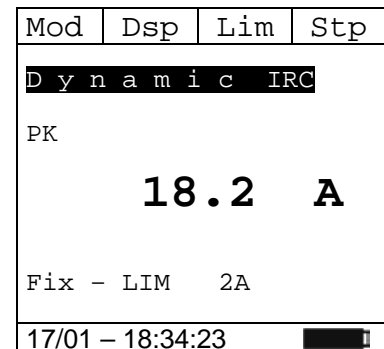 Mod Dsp Lim Stp
Dynamic IRC
PK
18.2 A
Fix – LIM 2A
17/01 – 18:34:23